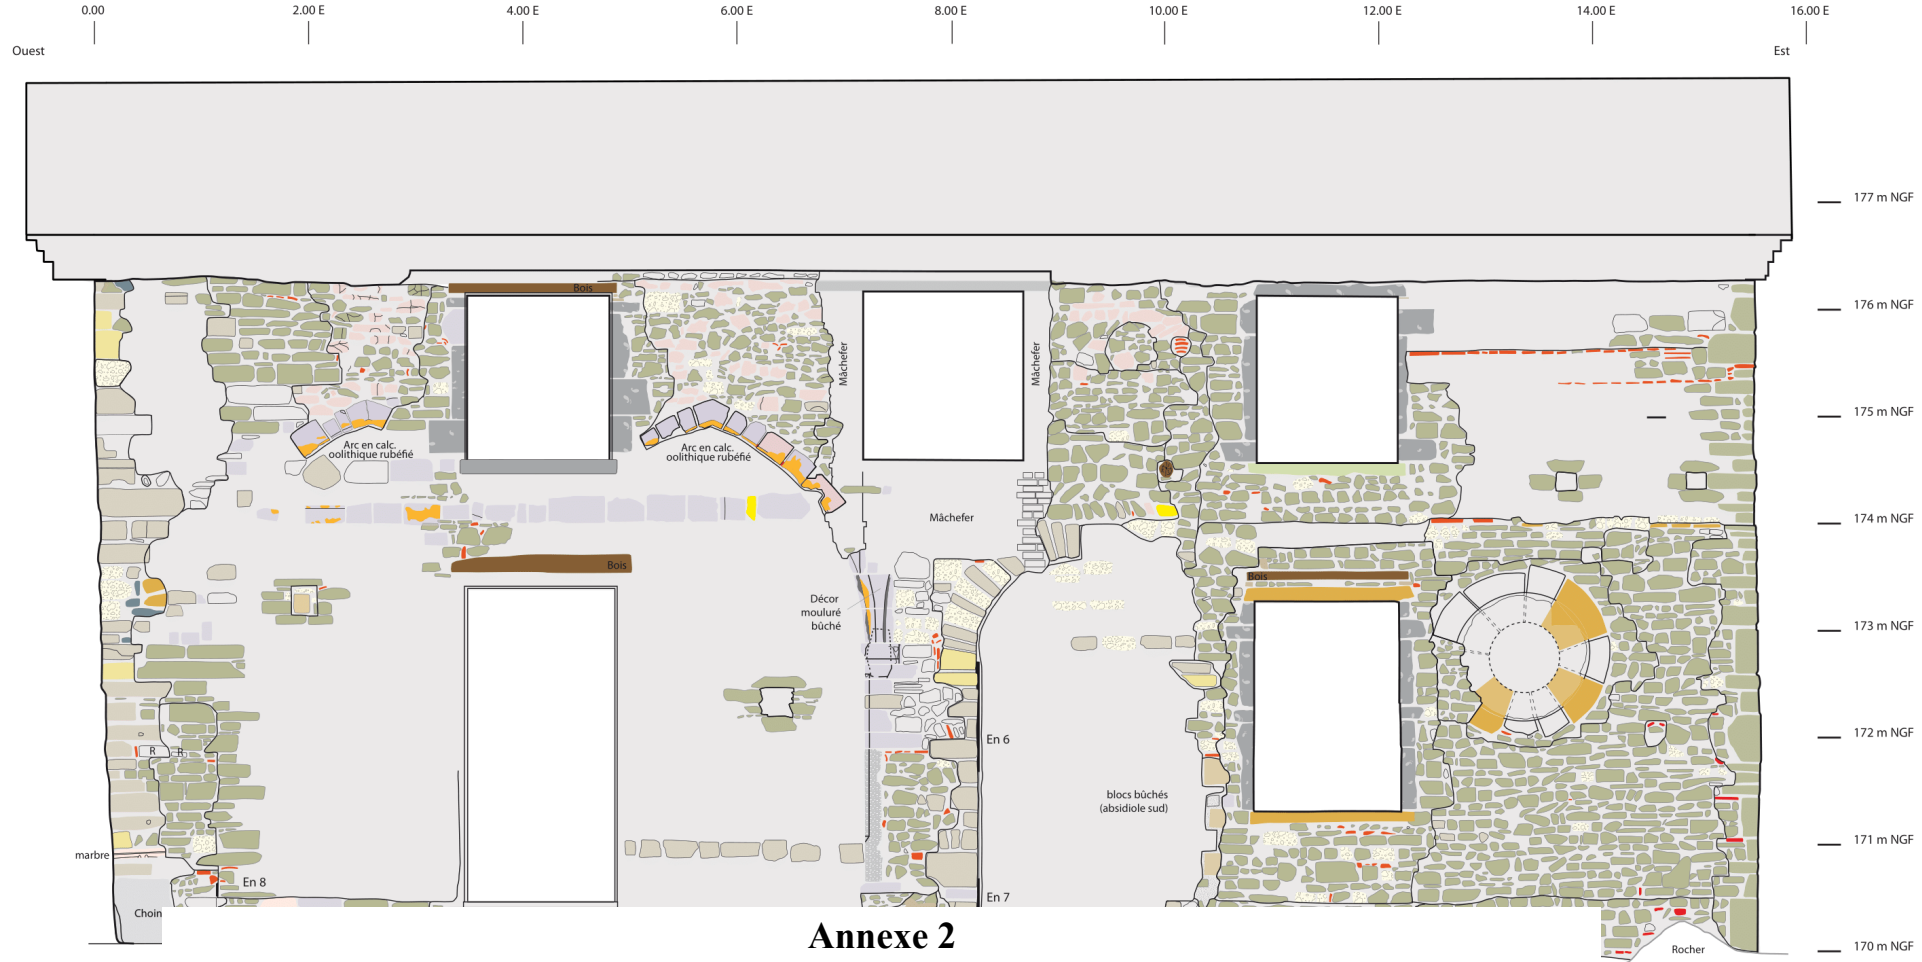 0.00
2.00 E
4.00 E
6.00 E
8.00 E
10.00 E
12.00 E
14.00 E
16.00 E
Ouest
Est
177 m NGF
Bois
176 m NGF
Mâchefer
Mâchefer
175 m NGF
Arc en calc.
oolithique rubéfié
Arc en calc.
oolithique rubéfié
Mâchefer
174 m NGF
Bois
Bois
Décor
mouluré
bûché
173 m NGF
R
R
En 6
172 m NGF
blocs bûchés
(absidiole sud)
marbre
171 m NGF
En 8
En 7
Choin
Annexe 2
Rocher
170 m NGF